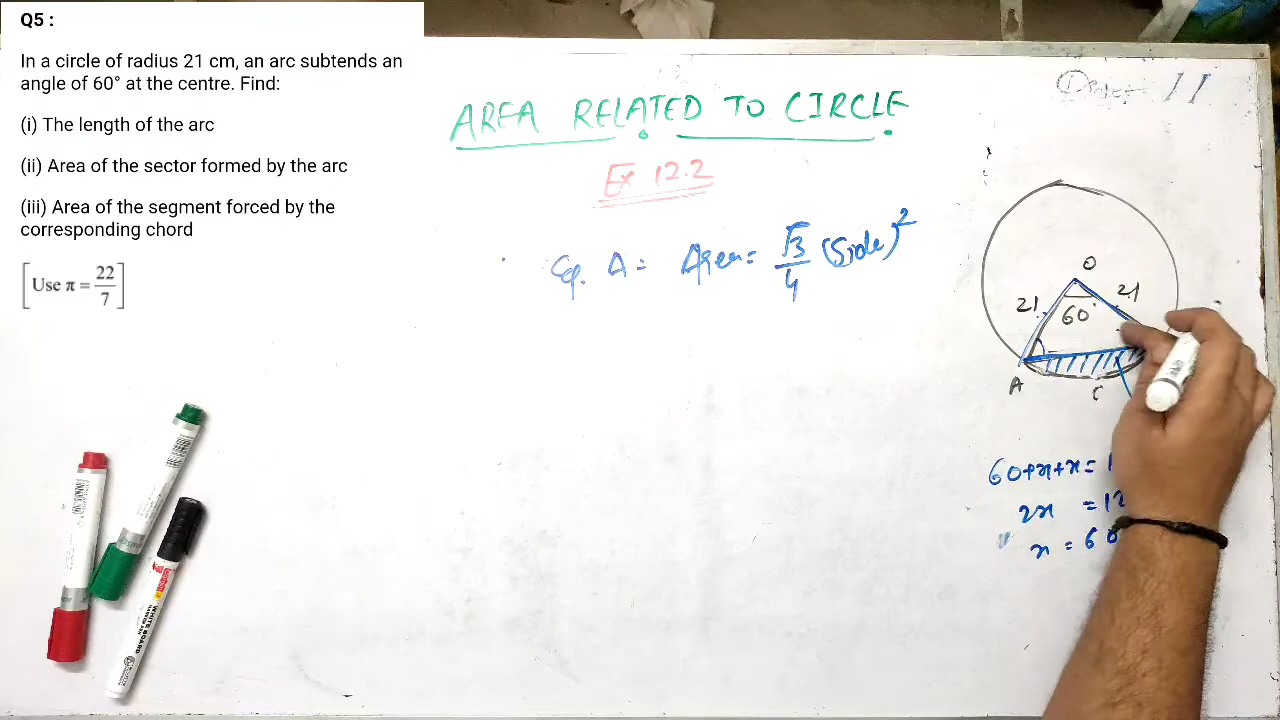 Q5 :
In a circle of radius 21 cm, an arc subtends an
angle of 60° at the centre. Find:
(i) The length of the arc
(ii) Area of the sector formed by the arc
(iii) Area of the segment forced by the
corresponding chord
[Use π = 22/7]
AREA RELATED TO CIRCLE
Ex 12.2
Eq. Δ = Area = √3/4 (Side)²
11
O
21 21
60°
A C
60+x+x=1
2x =12
x = 60